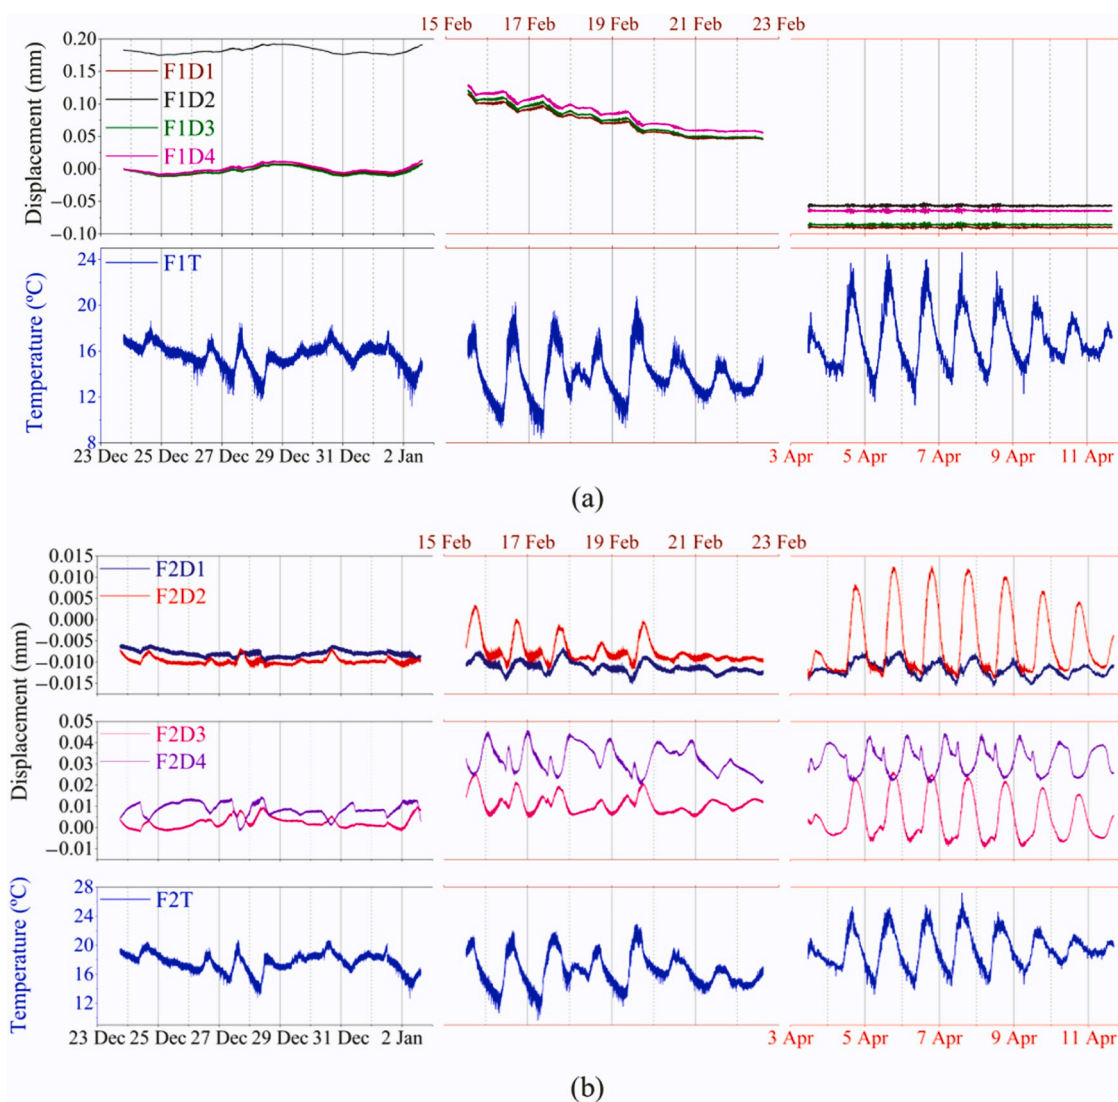 15 Feb 17 Feb 19 Feb 21 Feb 23 Feb
Displacement (mm)
0.20
0.15
0.10
0.05
0.00
−0.05
−0.10
F1D1
F1D2
F1D3
F1D4
Temperature (ºC)
24
20
16
12
8
F1T
23 Dec 25 Dec 27 Dec 29 Dec 31 Dec 2 Jan
3 Apr 5 Apr 7 Apr 9 Apr 11 Apr
(a)
15 Feb 17 Feb 19 Feb 21 Feb 23 Feb
Displacement (mm)
0.015
0.010
0.005
0.000
−0.005
−0.010
−0.015
F2D1
F2D2
0.05
0.04
0.03
0.02
0.01
0.00
−0.01
F2D3
F2D4
Temperature (ºC)
28
24
20
16
12
F2T
23 Dec 25 Dec 27 Dec 29 Dec 31 Dec 2 Jan
3 Apr 5 Apr 7 Apr 9 Apr 11 Apr
(b)